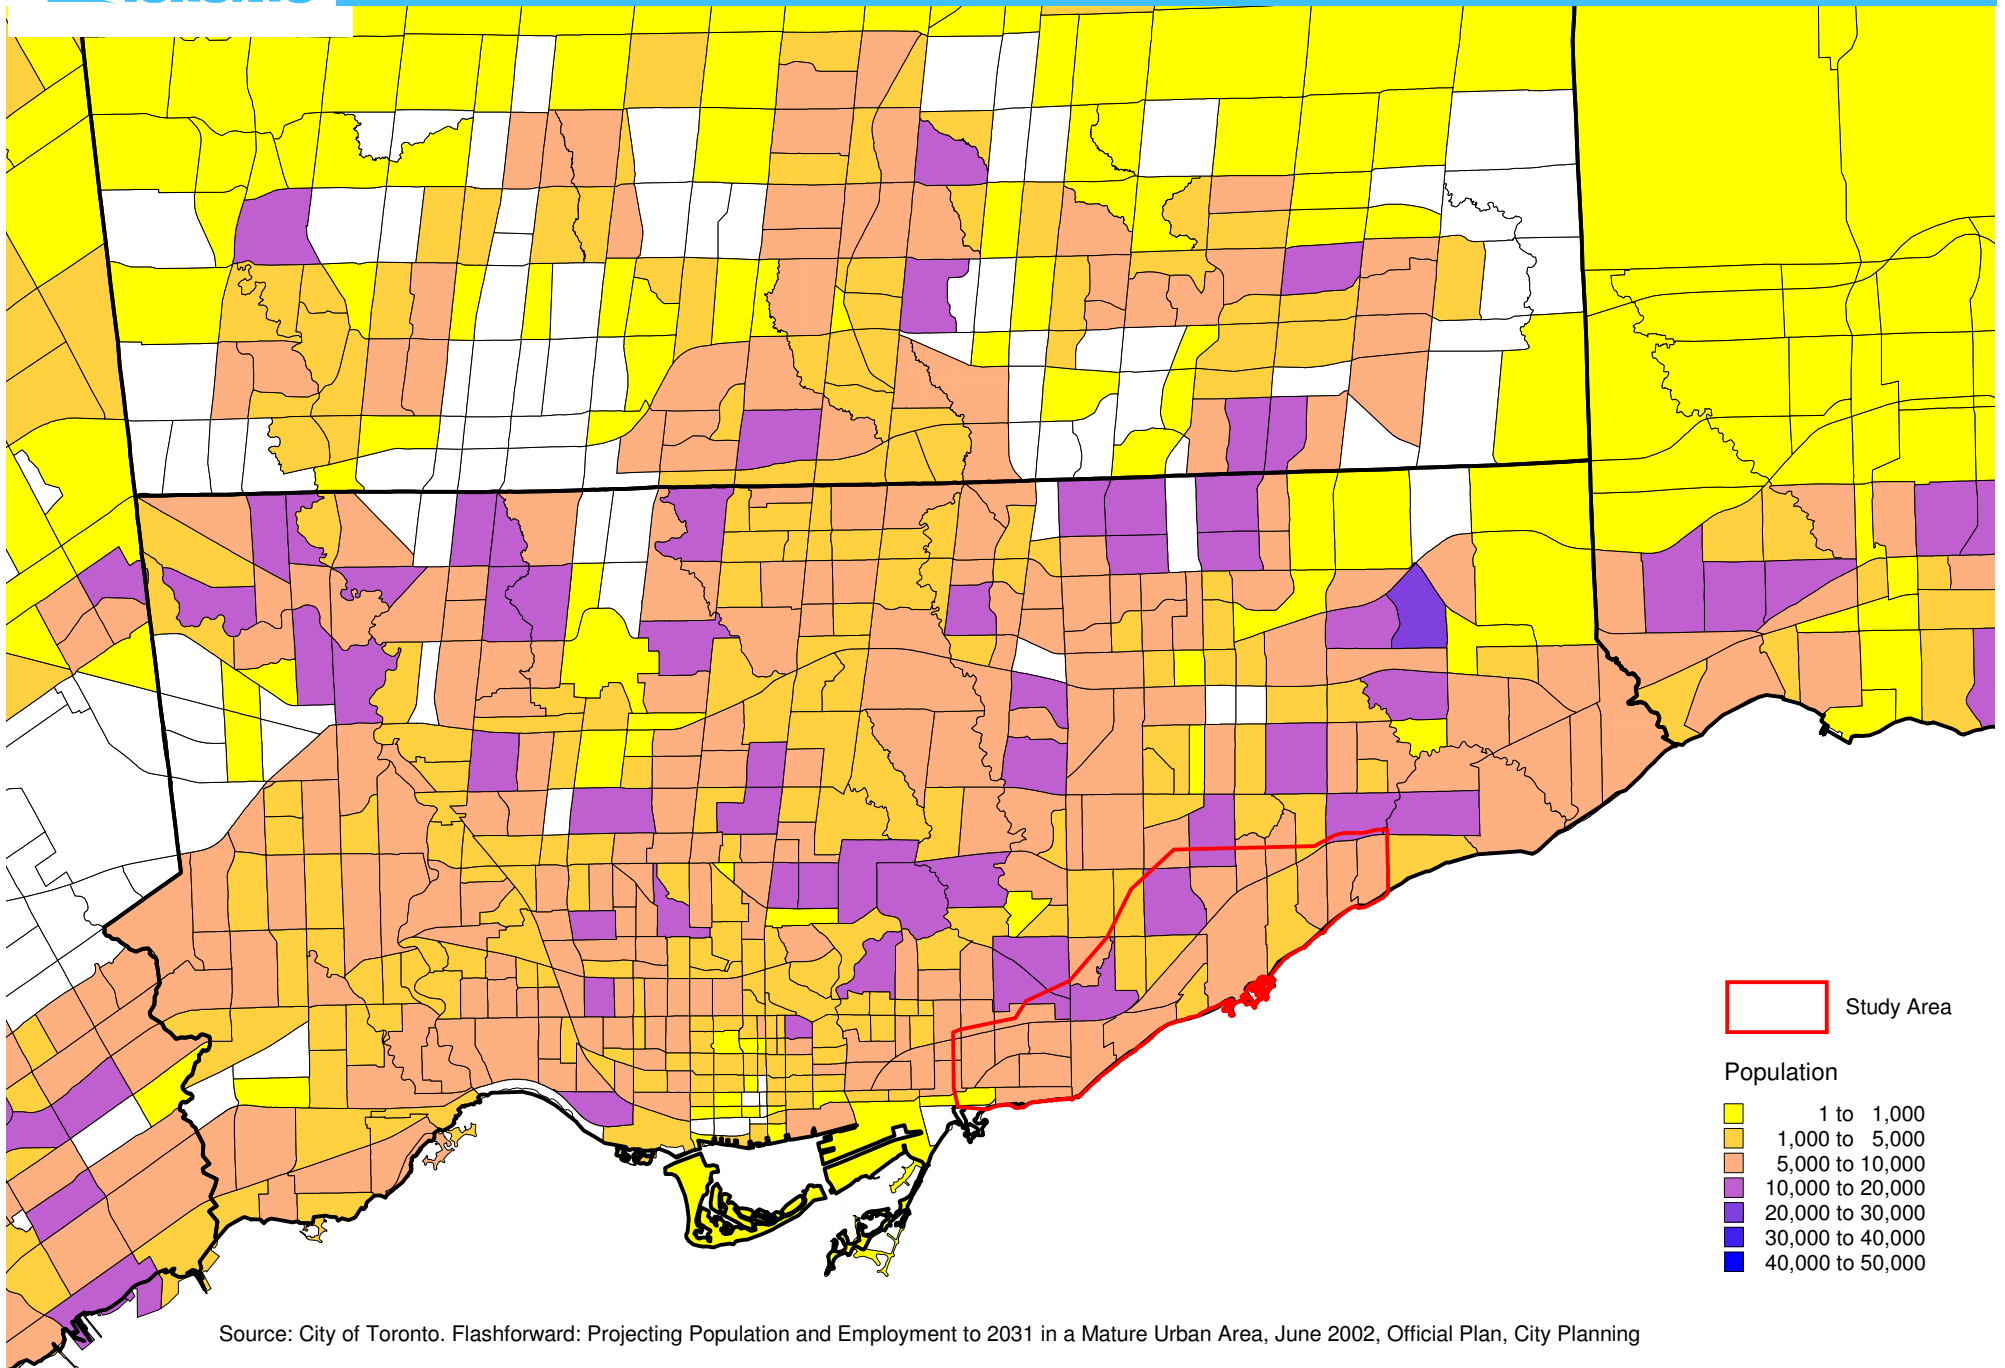 Study Area
Population
1 to 1,000
1,000 to 5,000
5,000 to 10,000
10,000 to 20,000
20,000 to 30,000
30,000 to 40,000
40,000 to 50,000
Source: City of Toronto. Flashforward: Projecting Population and Employment to 2031 in a Mature Urban Area, June 2002, Official Plan, City Planning